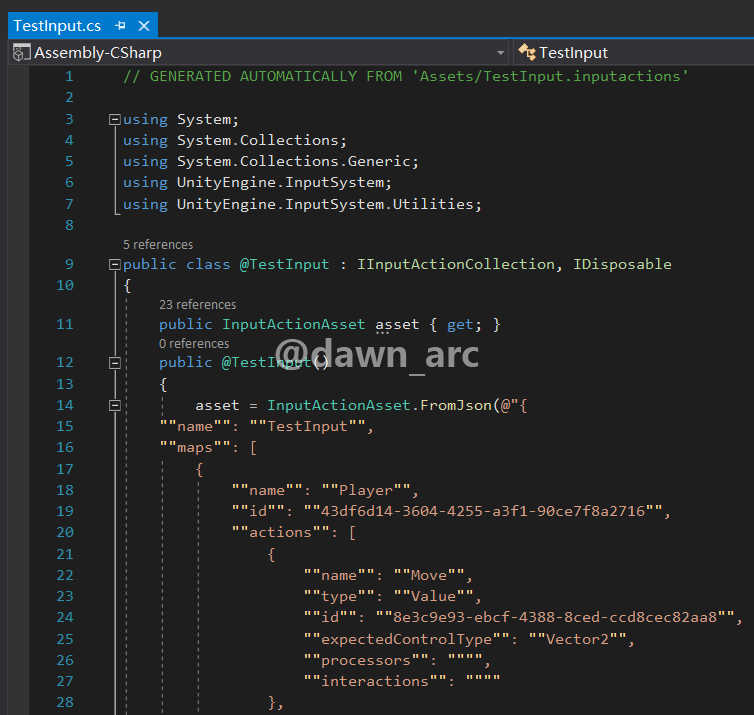 TestInput.cs
Assembly-CSharp TestInput
1 // GENERATED AUTOMATICALLY FROM 'Assets/TestInput.inputactions'
2
3 using System;
4 using System.Collections;
5 using System.Collections.Generic;
6 using UnityEngine.InputSystem;
7 using UnityEngine.InputSystem.Utilities;
8
5 references
9 public class @TestInput : IInputActionCollection, IDisposable
10 {
23 references
11 public InputActionAsset asset { get; }
0 references
12 public @TestInput()
@dawn_arc
13 {
14 asset = InputActionAsset.FromJson(@"{
15 ""name"": ""TestInput"",
16 ""maps"": [
17 {
18 ""name"": ""Player"",
19 ""id"": ""43df6d14-3604-4255-a3f1-90ce7f8a2716"",
20 ""actions"": [
21 {
22 ""name"": ""Move"",
23 ""type"": ""Value"",
24 ""id"": ""8e3c9e93-ebcf-4388-8ced-ccd8cec82aa8"",
25 ""expectedControlType"": ""Vector2"",
26 ""processors"": """",
27 ""interactions"": """"
28 },